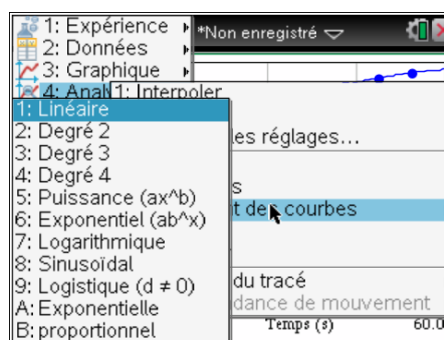 1: Expérience
*Non enregistré
2: Données
3: Graphique
4: Anal
1: Interpoler
1: Linéaire
2: Degré 2
les réglages...
3: Degré 3
4: Degré 4
5: Puissance (ax^b)
s
6: Exponentiel (ab^x)
t des courbes
7: Logarithmique
8: Sinusoïdal
9: Logistique (d ≠ 0)
du tracé
A: Exponentielle
dance de mouvement
B: proportionnel
Temps (s)
60.0